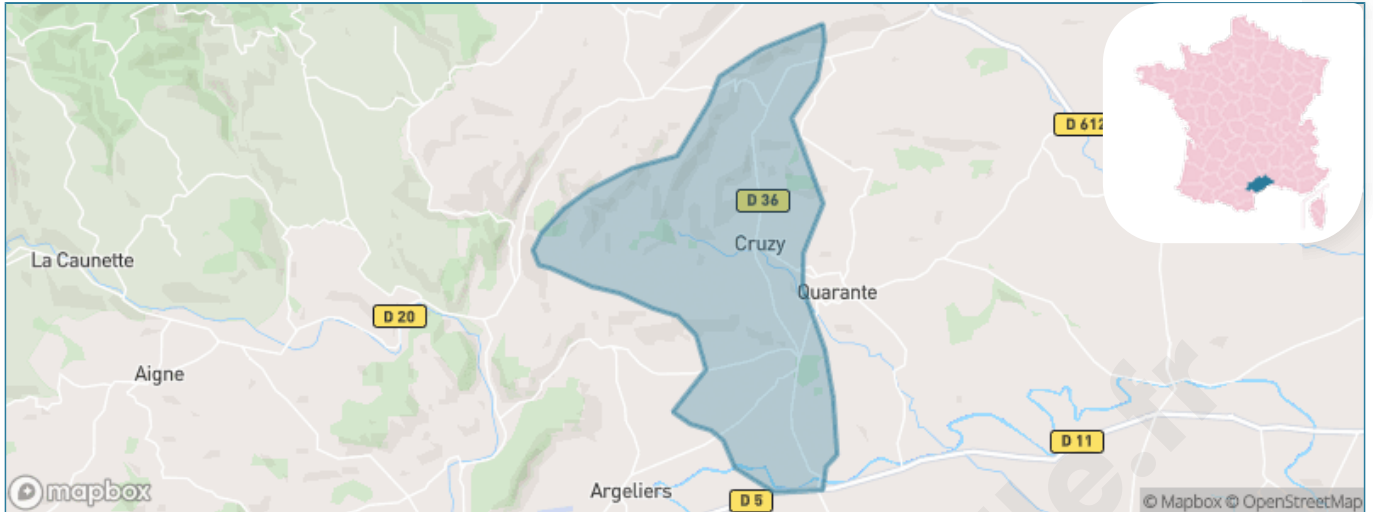 D 612
D 36
Cruzy
La Caunette
Quarante
D 20
Aigne
D 11
Argeliers
D 5
mapbox
© Mapbox © OpenStreetMap